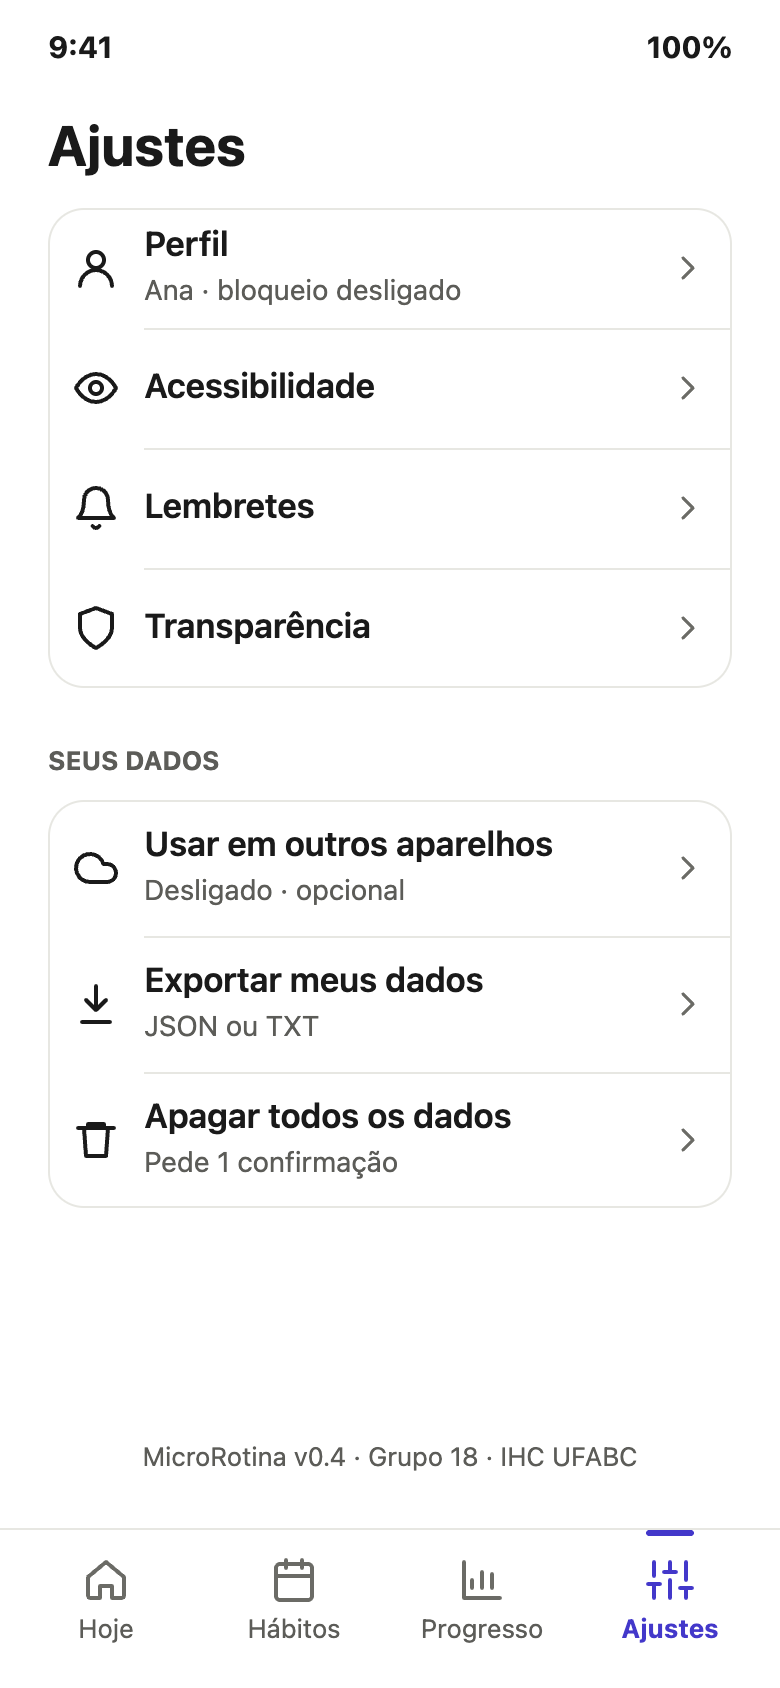 9:41 100%
Ajustes
Perfil
Ana · bloqueio desligado
Acessibilidade
Lembretes
Transparência
SEUS DADOS
Usar em outros aparelhos
Desligado · opcional
Exportar meus dados
JSON ou TXT
Apagar todos os dados
Pede 1 confirmação
MicroRotina v0.4 · Grupo 18 · IHC UFABC
Hoje Hábitos Progresso Ajustes